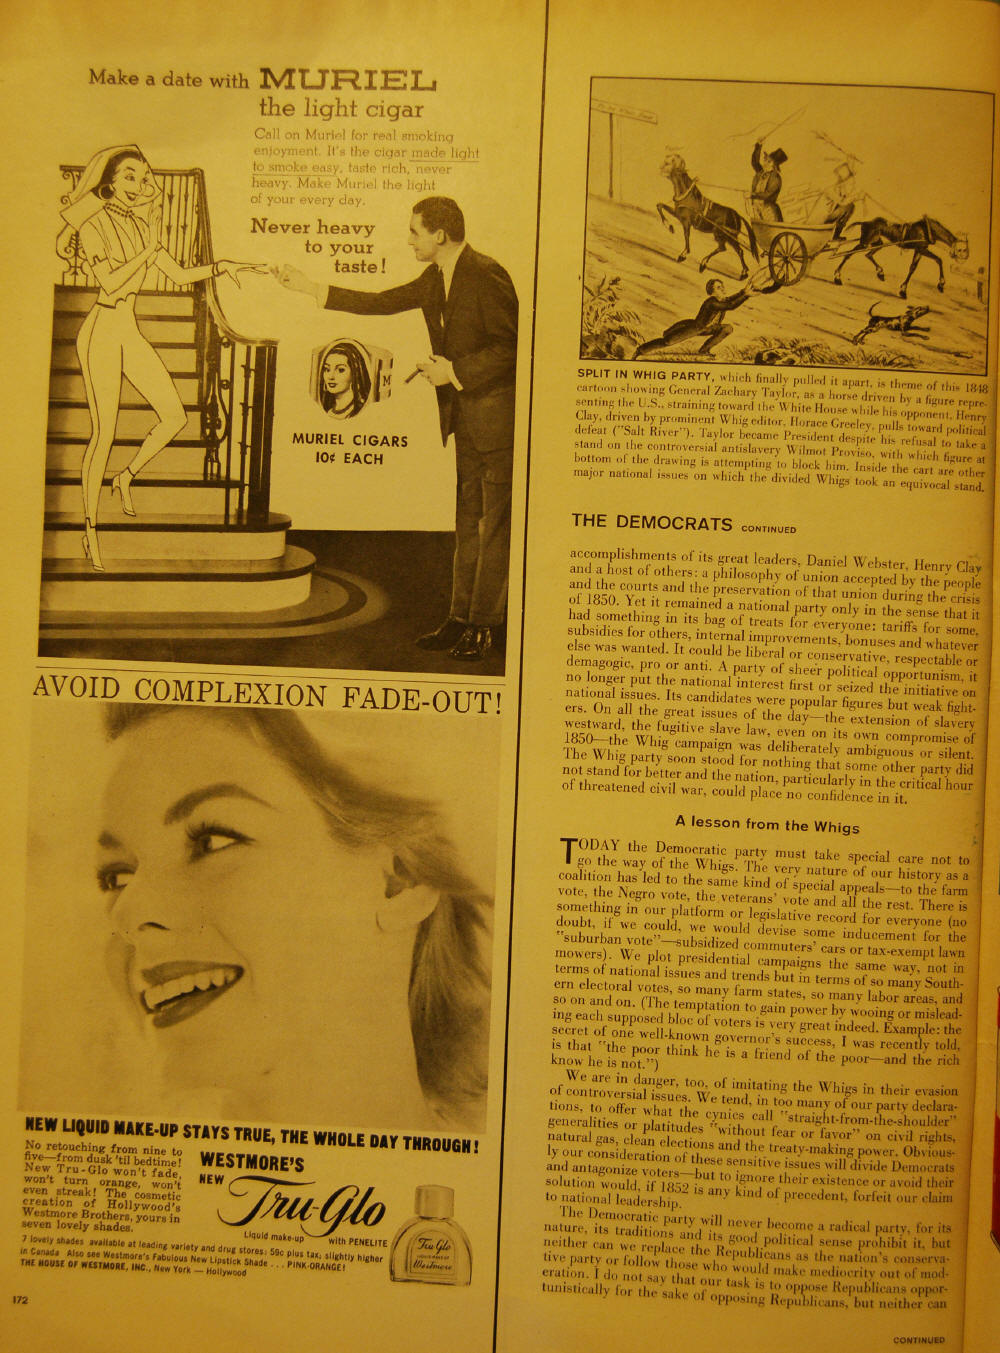 Make a date with MURIEL
the light cigar
Call on Muriel for real smoking
enjoyment. It's the cigar made light
to smoke easy, taste rich, never
heavy. Make Muriel the light
of your every day.
Never heavy
to your
taste!
M
MURIEL CIGARS
10¢ EACH
AVOID COMPLEXION FADE-OUT!
NEW LIQUID MAKE-UP STAYS TRUE, THE WHOLE DAY THROUGH!
No retouching from nine to
five—from dusk 'til bedtime!
New Tru-Glo won't fade,
won't turn orange, won't
even streak! The cosmetic
creation of Hollywood's
Westmore Brothers, yours in
seven lovely shades.
WESTMORE'S
NEW Tru-Glo
Liquid make-up with PENELITE
Tru-Glo
Westmore
7 lovely shades available at leading variety and drug stores: 59c plus tax, slightly higher
in Canada Also see Westmore's Fabulous New Lipstick Shade . . . PINK-ORANGE!
THE HOUSE OF WESTMORE, INC., New York — Hollywood
172
SPLIT IN WHIG PARTY, which finally pulled it apart, is theme of this 1848
cartoon showing General Zachary Taylor, as a horse driven by a figure repre-
senting the U.S., straining toward the White House while his opponent, Henry
Clay, driven by prominent Whig editor, Horace Greeley, pulls toward political
defeat ("Salt River"). Taylor became President despite his refusal to take a
stand on the controversial antislavery Wilmot Proviso, with which figure at
bottom of the drawing is attempting to block him. Inside the cart are other
major national issues on which the divided Whigs took an equivocal stand.
THE DEMOCRATS CONTINUED
accomplishments of its great leaders, Daniel Webster, Henry Clay
and a host of others: a philosophy of union accepted by the people
and the courts and the preservation of that union during the crisis
of 1850. Yet it remained a national party only in the sense that it
had something in its bag of treats for everyone: tariffs for some,
subsidies for others, internal improvements, bonuses and whatever
else was wanted. It could be liberal or conservative, respectable or
demagogic, pro or anti. A party of sheer political opportunism, it
no longer put the national interest first or seized the initiative on
national issues. Its candidates were popular figures but weak fight-
ers. On all the great issues of the day—the extension of slavery
westward, the fugitive slave law, even on its own compromise of
1850—the Whig campaign was deliberately ambiguous or silent.
The Whig party soon stood for nothing that some other party did
not stand for better and the nation, particularly in the critical hour
of threatened civil war, could place no confidence in it.
A lesson from the Whigs
TODAY the Democratic party must take special care not to
go the way of the Whigs. The very nature of our history as a
coalition has led to the same kind of special appeals—to the farm
vote, the Negro vote, the veterans' vote and all the rest. There is
something in our platform or legislative record for everyone (no
doubt, if we could, we would devise some inducement for the
"suburban vote"—subsidized commuters' cars or tax-exempt lawn
mowers). We plot presidential campaigns the same way, not in
terms of national issues and trends but in terms of so many South-
ern electoral votes, so many farm states, so many labor areas, and
so on and on. (The temptation to gain power by wooing or mislead-
ing each supposed bloc of voters is very great indeed. Example: the
secret of one well-known governor's success, I was recently told,
is that "the poor think he is a friend of the poor—and the rich
know he is not.")
We are in danger, too, of imitating the Whigs in their evasion
of controversial issues. We tend, in too many of our party declara-
tions, to offer what the cynics call "straight-from-the-shoulder"
generalities or platitudes "without fear or favor" on civil rights,
natural gas, clean elections and the treaty-making power. Obvious-
ly our consideration of these sensitive issues will divide Democrats
and antagonize voters—but to ignore their existence or avoid their
solution would, if 1852 is any kind of precedent, forfeit our claim
to national leadership.
The Democratic party will never become a radical party, for its
nature, its traditions and its good political sense prohibit it, but
neither can we replace the Republicans as the nation's conserva-
tive party or follow those who would make mediocrity out of mod-
eration. I do not say that our task is to oppose Republicans oppor-
tunistically for the sake of opposing Republicans, but neither can
CONTINUED